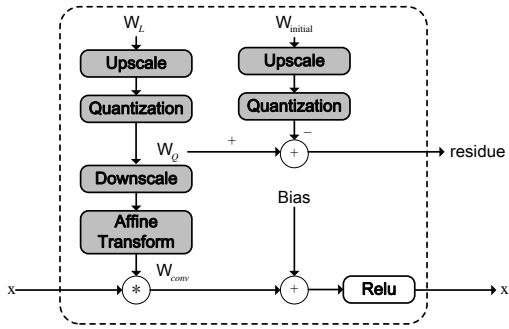 W_L W_initial
Upscale Upscale
Quantization Quantization
W_Q + −
+ residue
Downscale
Affine Bias
Transform
W_conv
x * + Relu x